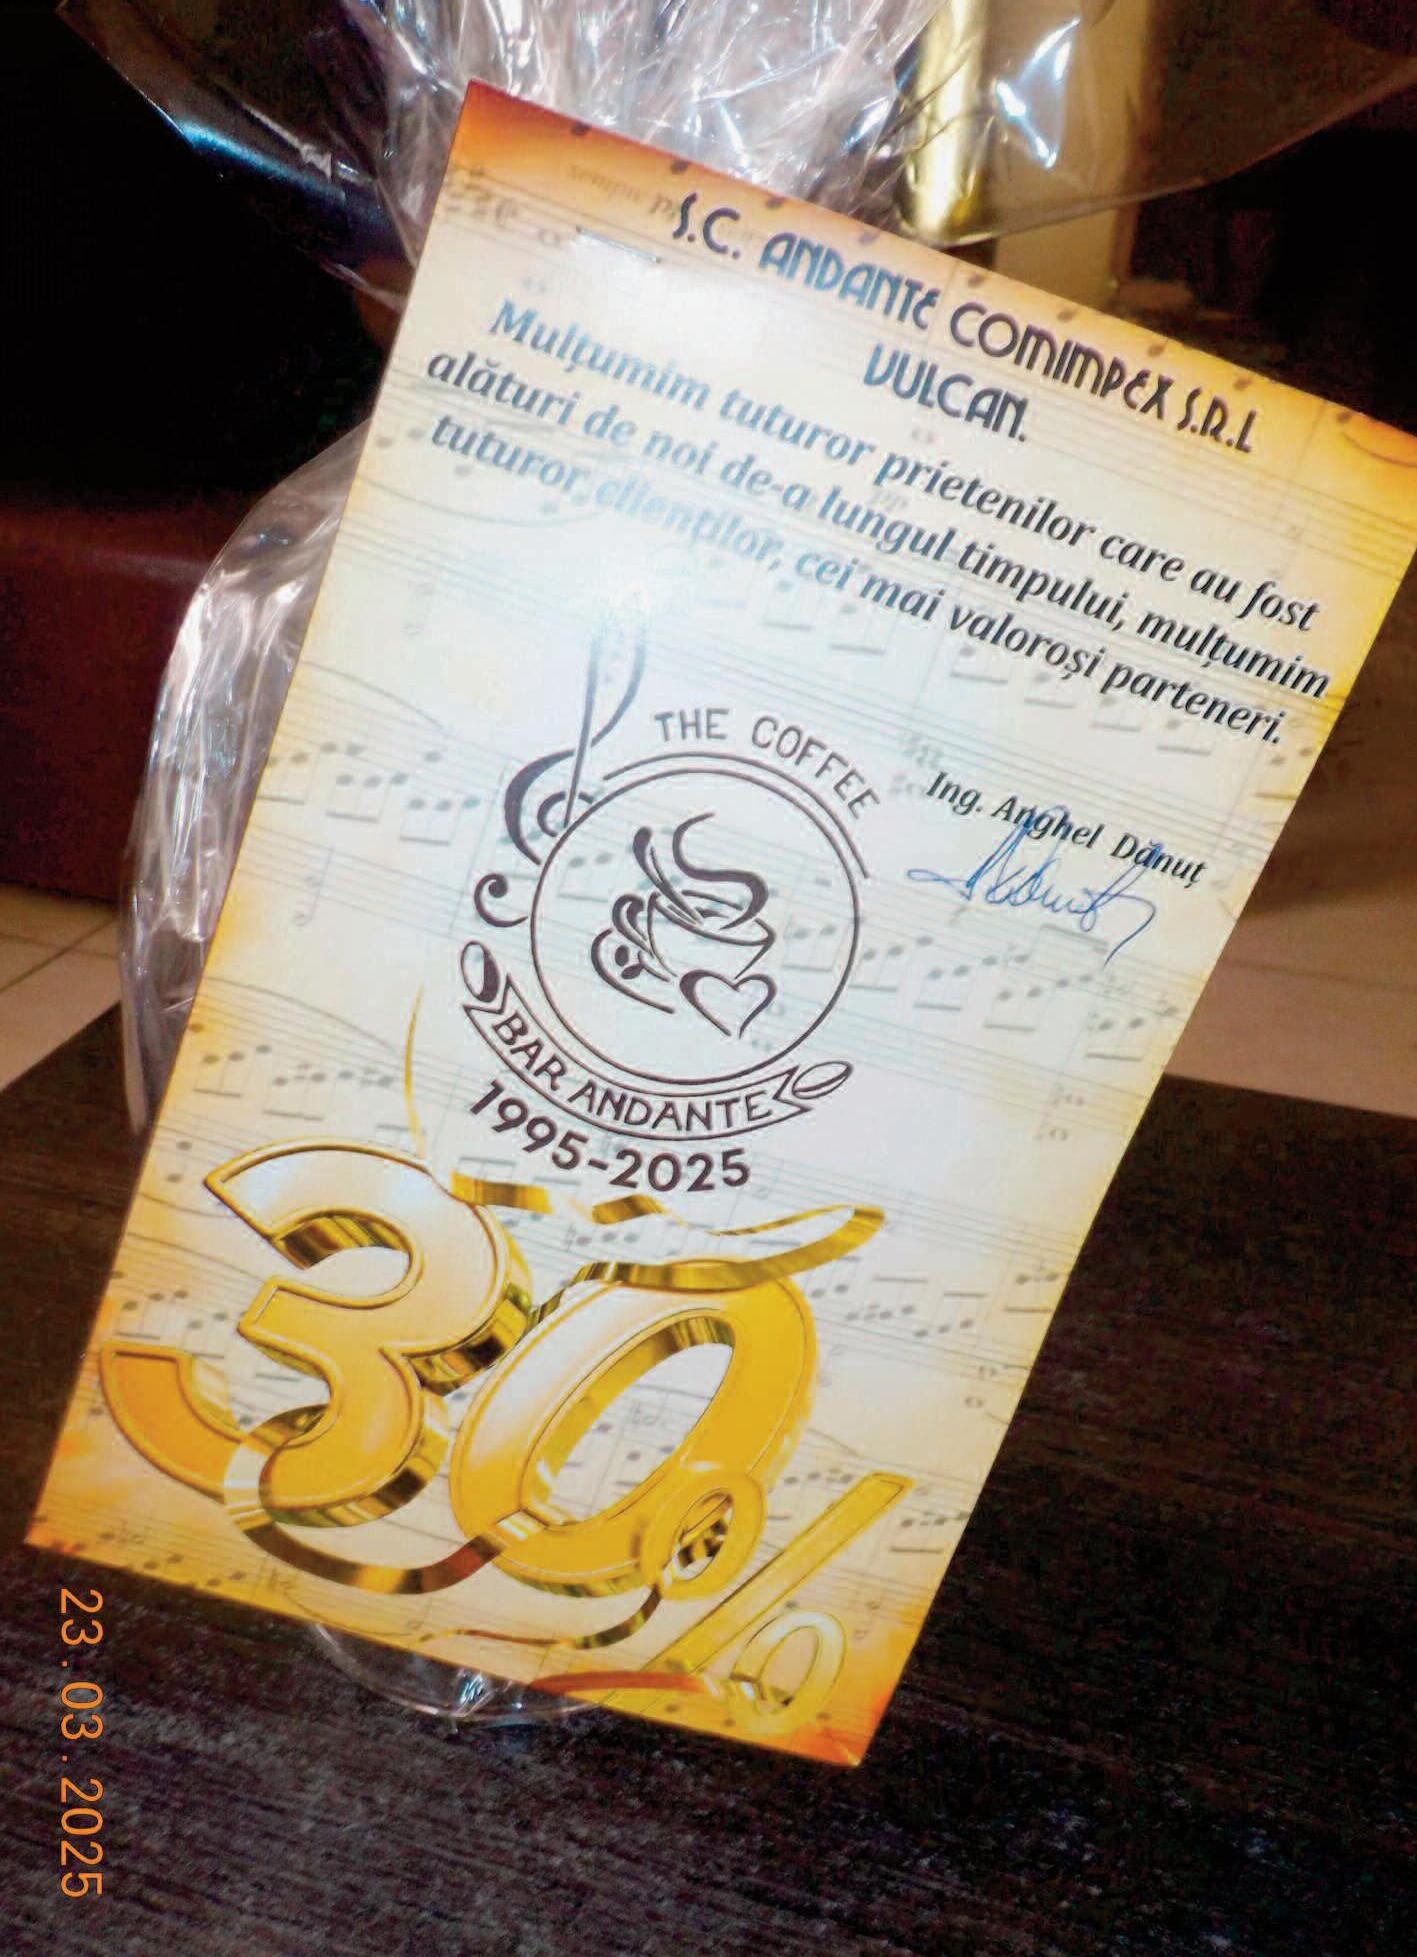 S.C. ANDANTE COMIMPEX S.R.L
VULCAN.
Mulțumim tuturor prietenilor care au fost
alături de noi de-a lungul timpului, mulțumim
tuturor clienților, cei mai valoroși parteneri.
Ing. Anghel Dănuț
THE COFFEE
BAR ANDANTE
1995-2025
30%
23.03.2025